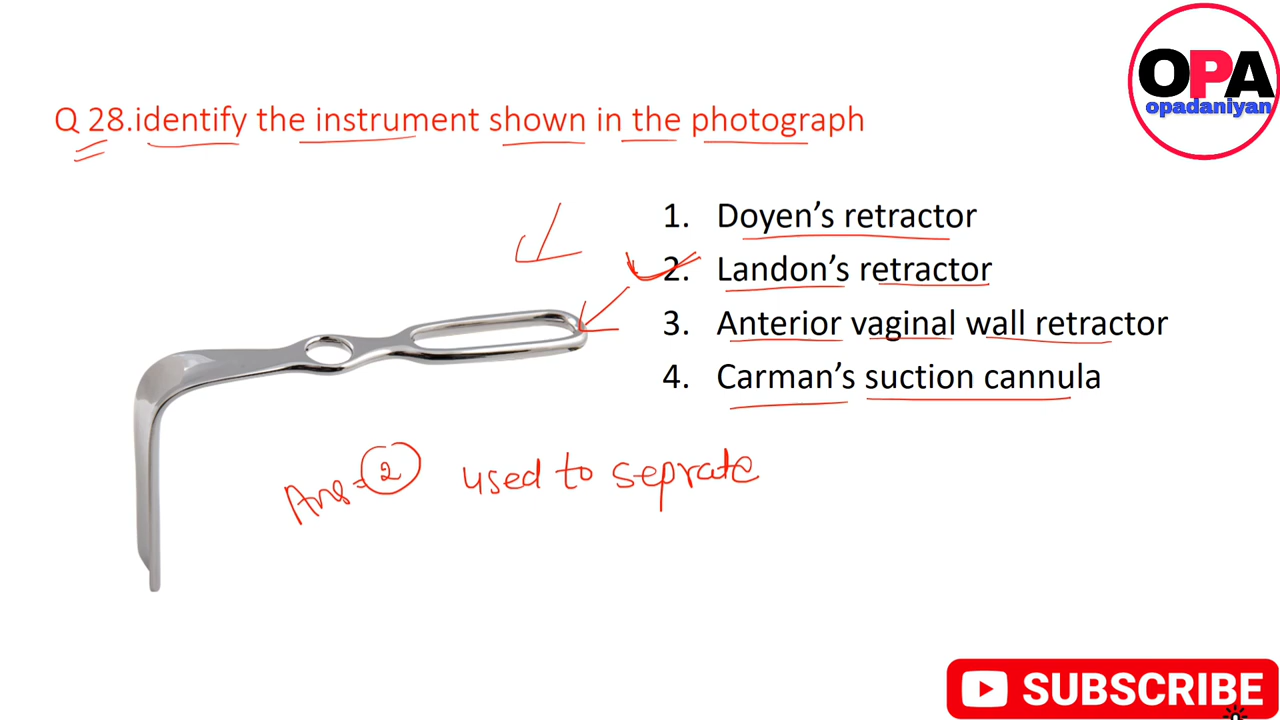 OPA
opadaniyan
Q 28.identify the instrument shown in the photograph
1. Doyen’s retractor
2. Landon’s retractor
3. Anterior vaginal wall retractor
4. Carman’s suction cannula
Ans = 2 used to seprate
SUBSCRIBE